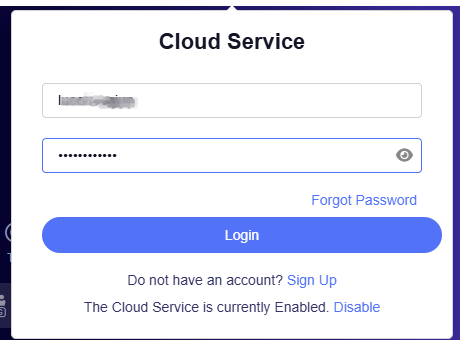 Cloud Service
••••••••••••
Forgot Password
Login
Do not have an account? Sign Up
The Cloud Service is currently Enabled. Disable